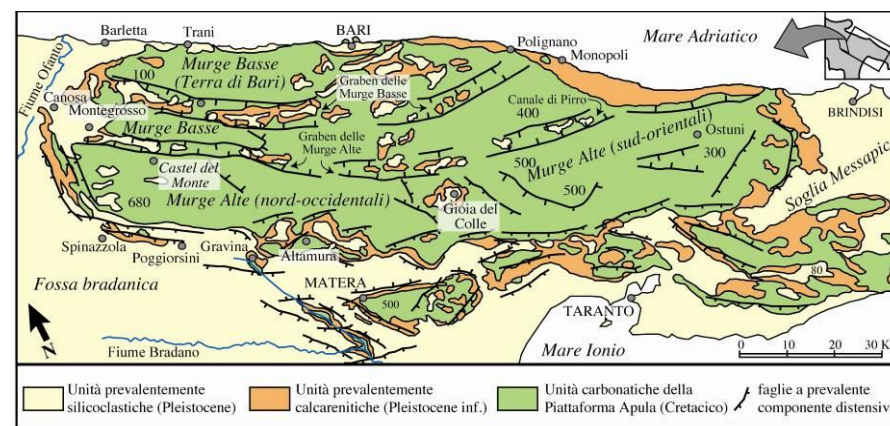 Barletta
Trani
BARI
Polignano
Monopoli
Mare Adriatico
Fiume Ofanto
Murge Basse
(Terra di Bari)
100
Graben delle
Murge Basse
Canosa
Montegrosso
Murge Basse
Canale di Pirro
400
BRINDISI
Ostuni
Graben delle
Murge Alte
Murge Alte (sud-orientali)
500
300
500
Castel del
Monte
680
Murge Alte (nord-occidentali)
Gioia del
Colle
Soglia Messapica
Spinazzola
Poggiorsini
Gravina
Altamura
Fossa bradanica
MATERA
500
80
TARANTO
N
Fiume Bradano
Mare Ionio
0 10 20 30 K
Unità prevalentemente
silicoclastiche (Pleistocene)
Unità prevalentemente
calcarenitiche (Pleistocene inf.)
Unità carbonatiche della
Piattaforma Apula (Cretacico)
faglie a prevalente
componente distensiv